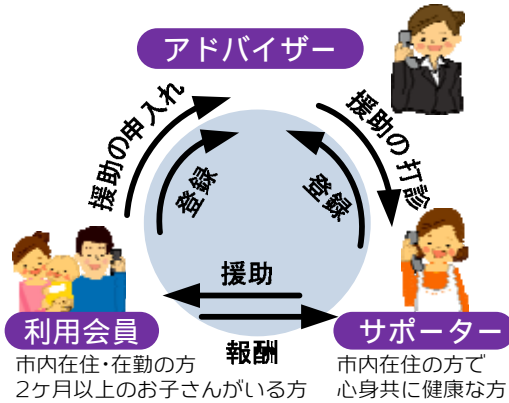 アドバイザー
援助の申入れ
登録
援助の打診
登録
援助
報酬
利用会員
市内在住・在勤の方
2ヶ月以上のお子さんがいる方
サポーター
市内在住の方で
心身共に健康な方